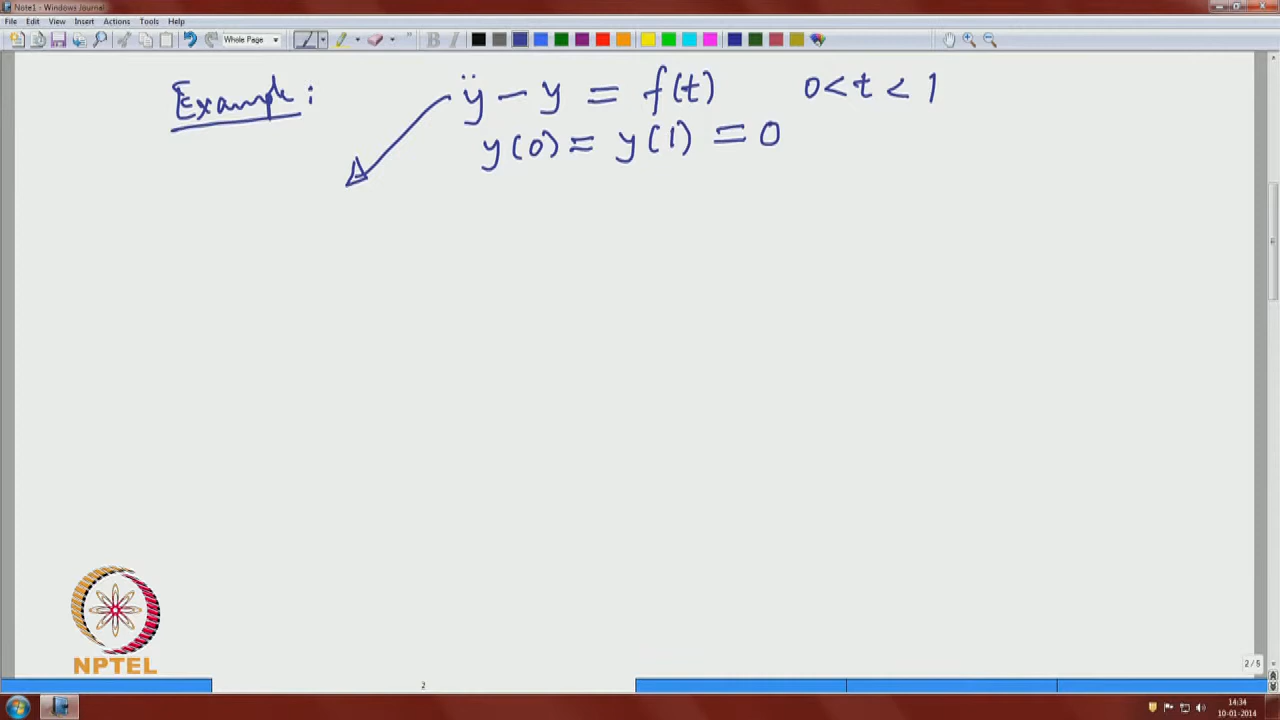 Note1 - Windows Journal
File Edit View Insert Actions Tools Help
Whole Page
B I
Example: ÿ − y = f(t) 0 < t < 1
y(0) = y(1) = 0
NPTEL
2 / 5
2
14:34
10-01-2014